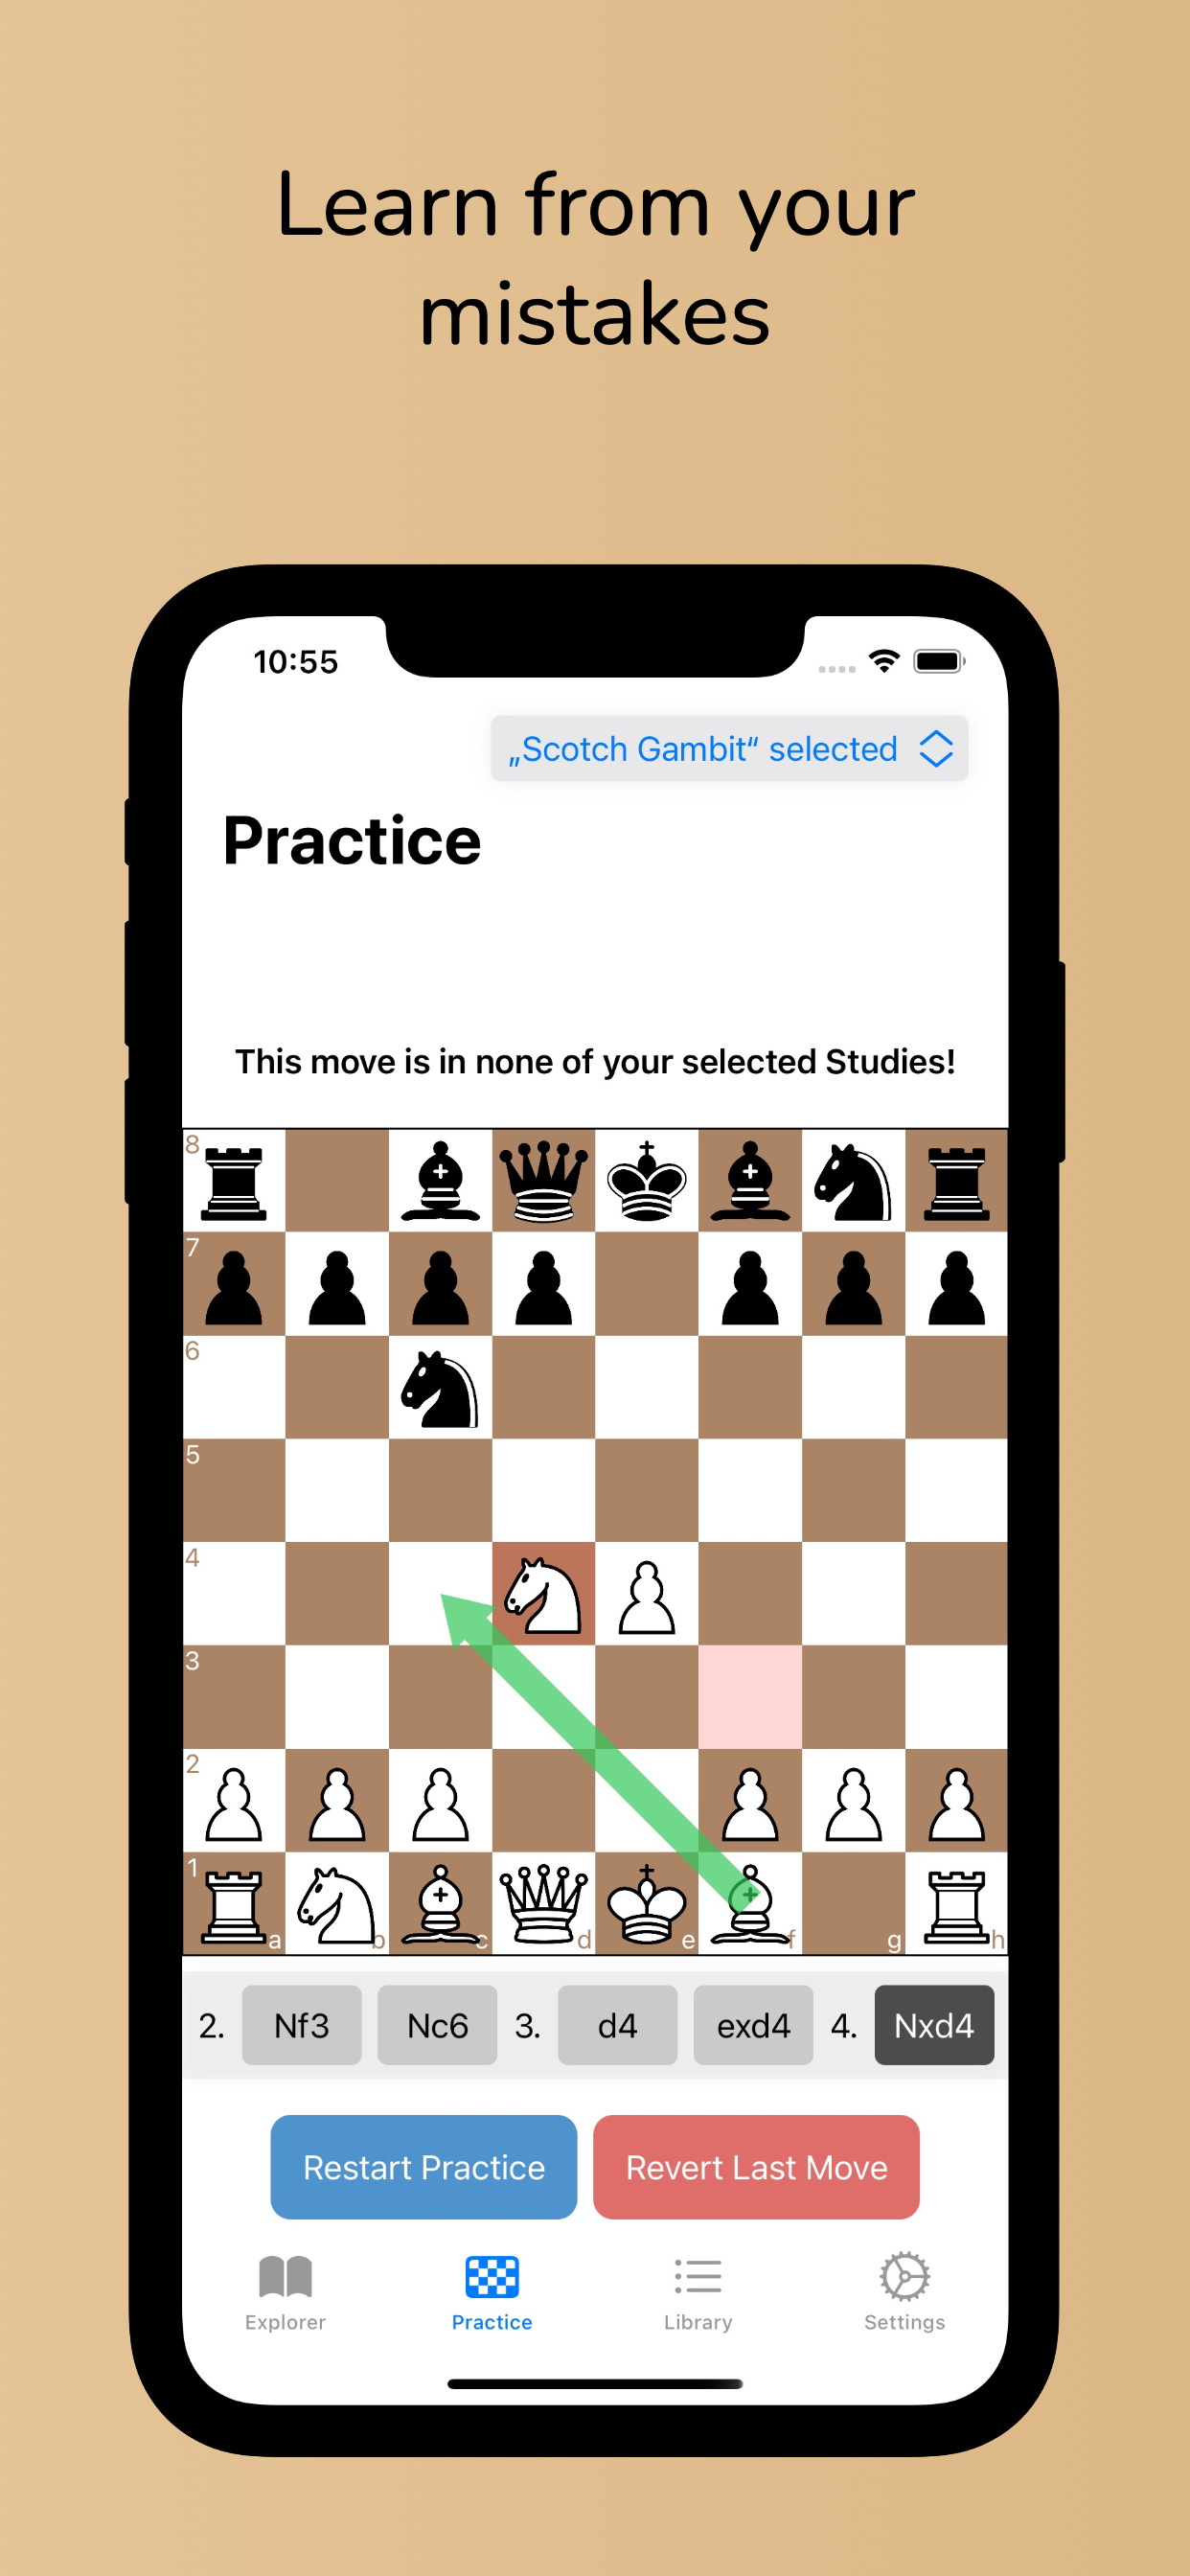 Learn from your
mistakes
10:55
„Scotch Gambit“ selected
Practice
This move is in none of your selected Studies!
8
7
6
5
4
3
2
1
a b c d e f g h
2. Nf3 Nc6 3. d4 exd4 4. Nxd4
Restart Practice Revert Last Move
Explorer Practice Library Settings